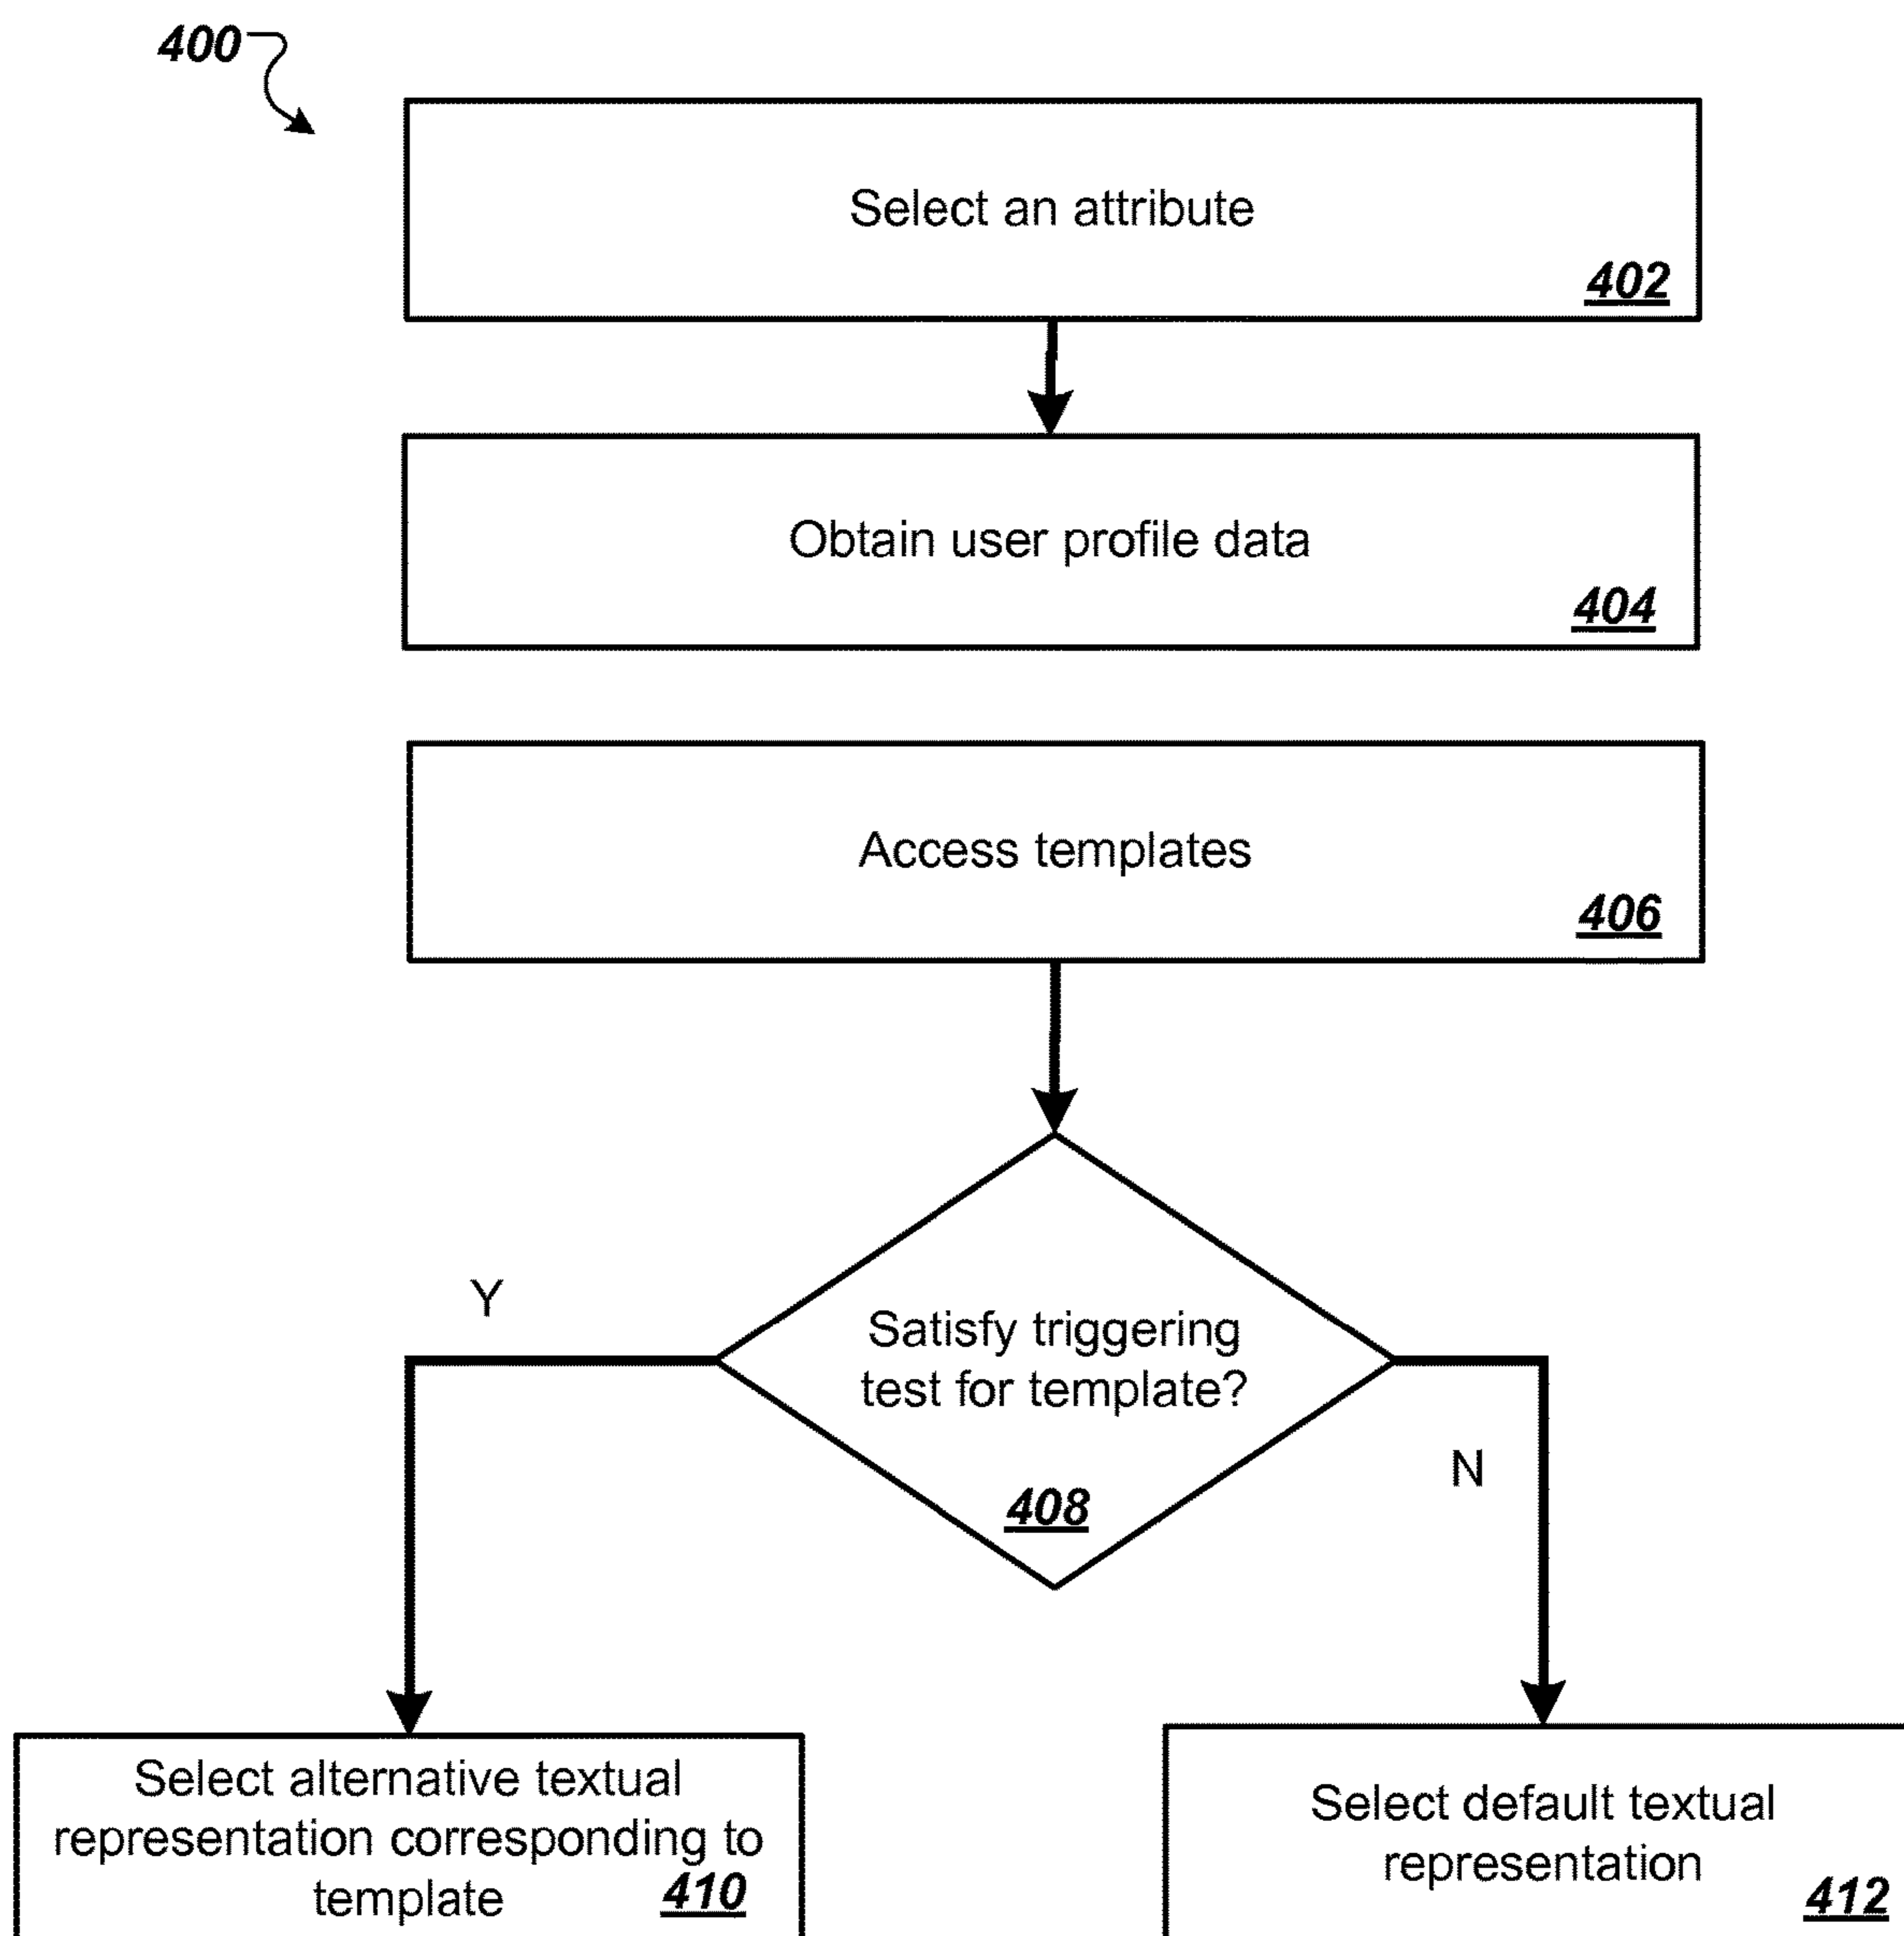 400
Select an attribute
402
Obtain user profile data
404
Access templates
406
Y
Satisfy triggering
test for template?
N
408
Select alternative textual
representation corresponding to
template
410
Select default textual
representation
412